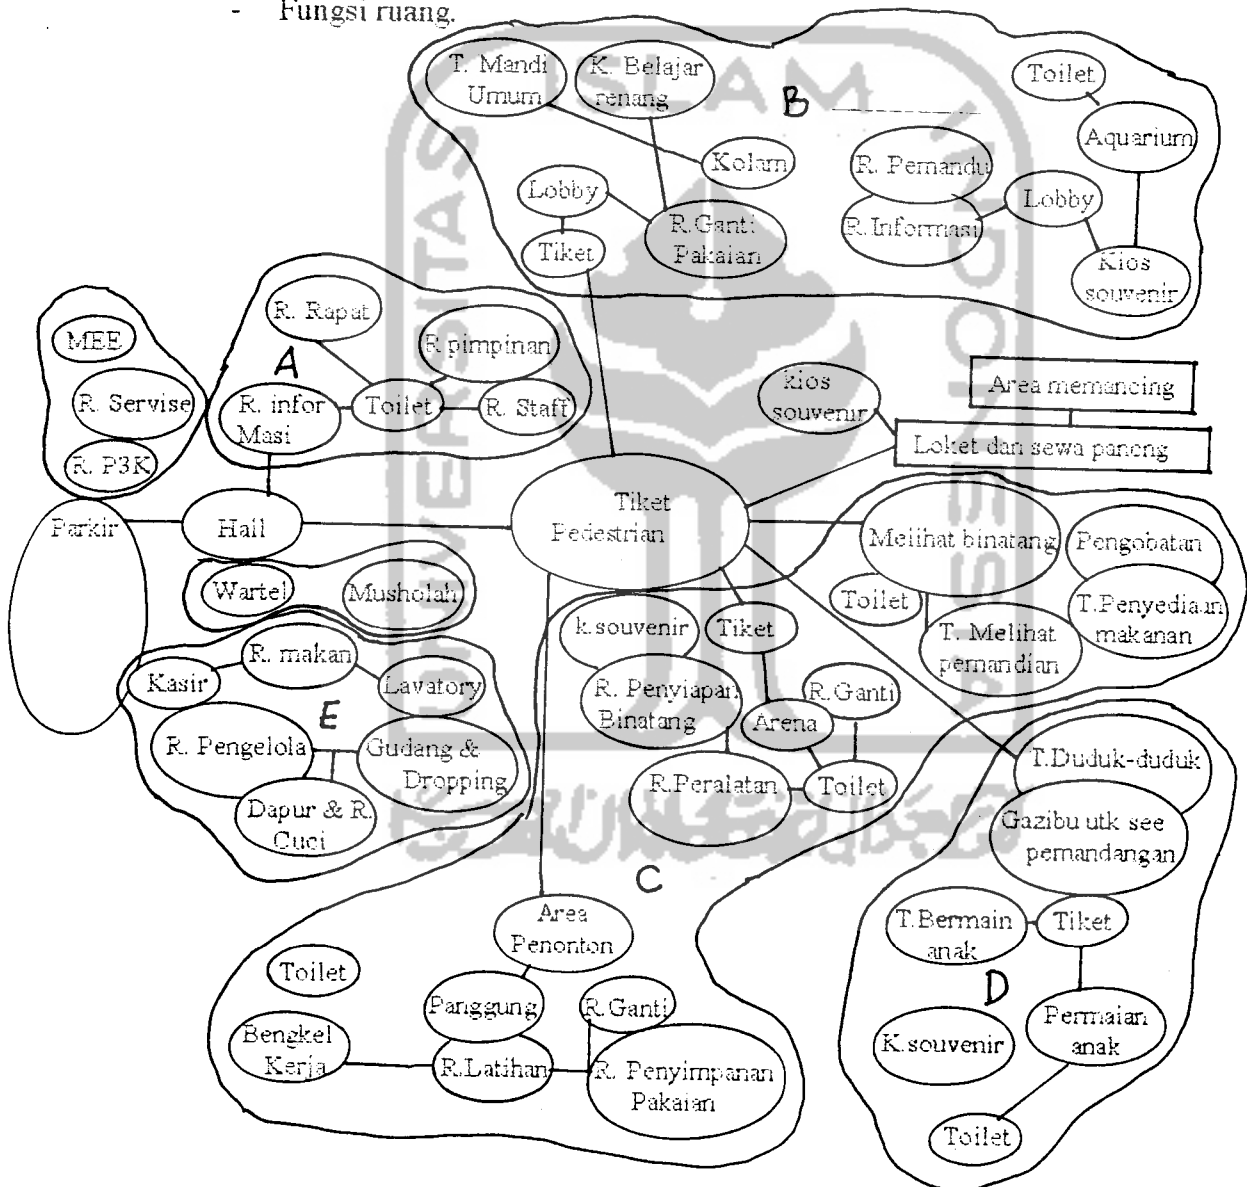 - Fungsi ruang.
T. Mandi
Umum
K. Belajar
renang
B
Toilet
Aquarium
Kolam
R. Pemandu
Lobby
Lobby
R. Ganti
Pakaian
R. Informasi
Tiket
Kios
souvenir
R. Rapat
MEE
R pimpinan
A
kios
souvenir
Area memancing
R. Servise
R. infor
Masi
Toilet
R. Staff
Loket dan sewa panéng
R. P3K
Parkir
Hall
Tiket
Pedestrian
Melihat binatang
Pengobatan
Wartel
Musholah
Toilet
T. Penyediaan
makanan
k.souvenir
Tiket
T. Melihat
pemandian
R. makan
Kasir
Lavatory
R. Penyiapan
Binatang
R. Ganti
Arena
E
R. Pengelola
Gudang &
Dropping
R. Peralatan
Toilet
T. Duduk-duduk
Dapur & R.
Cuci
Gazibu utk see
pemandangan
C
Area
Penonton
T. Bermain
anak
Tiket
Toilet
D
Panggung
R. Ganti
Permaian
anak
Bengkel
Kerja
R. Latihan
R. Penyimpanan
Pakaian
K. souvenir
Toilet
UNIVERSITAS
ISLAM
INDONESIA